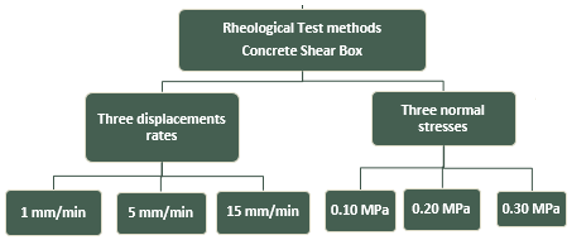 Rheological Test methods
Concrete Shear Box
Three displacements
rates
Three normal
stresses
1 mm/min
5 mm/min
15 mm/min
0.10 MPa
0.20 MPa
0.30 MPa